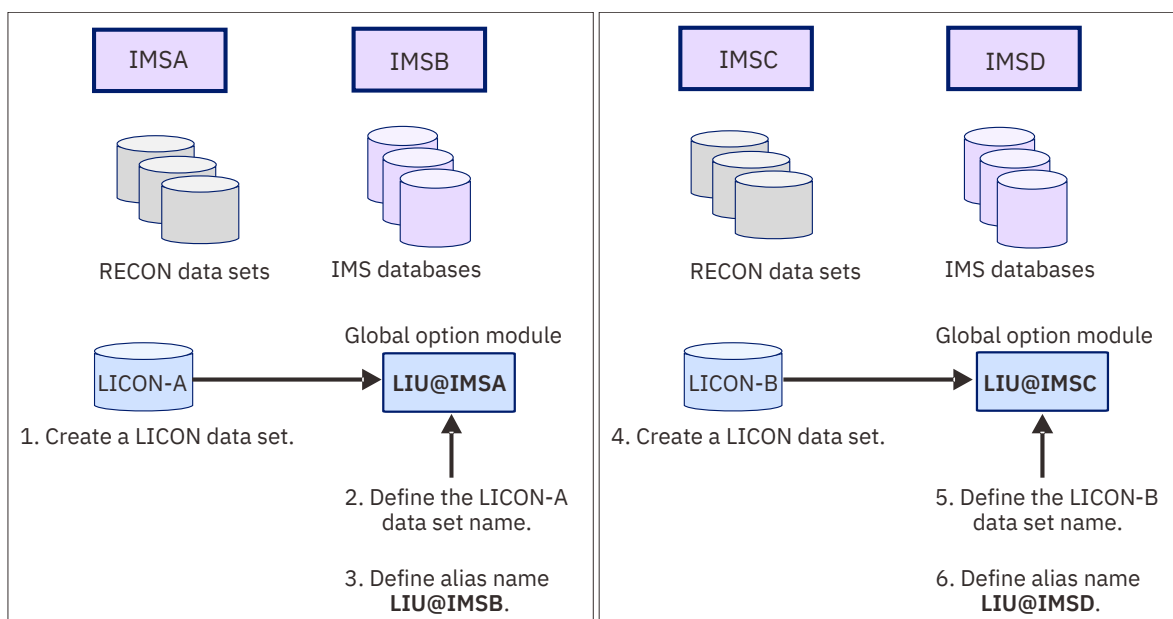 IMSA
IMSB
RECON data sets
IMS databases
Global option module
LICON-A
LIU@IMSA
1. Create a LICON data set.
2. Define the LICON-A
data set name.
3. Define alias name
LIU@IMSB.
IMSC
IMSD
RECON data sets
IMS databases
Global option module
LICON-B
LIU@IMSC
4. Create a LICON data set.
5. Define the LICON-B
data set name.
6. Define alias name
LIU@IMSD.